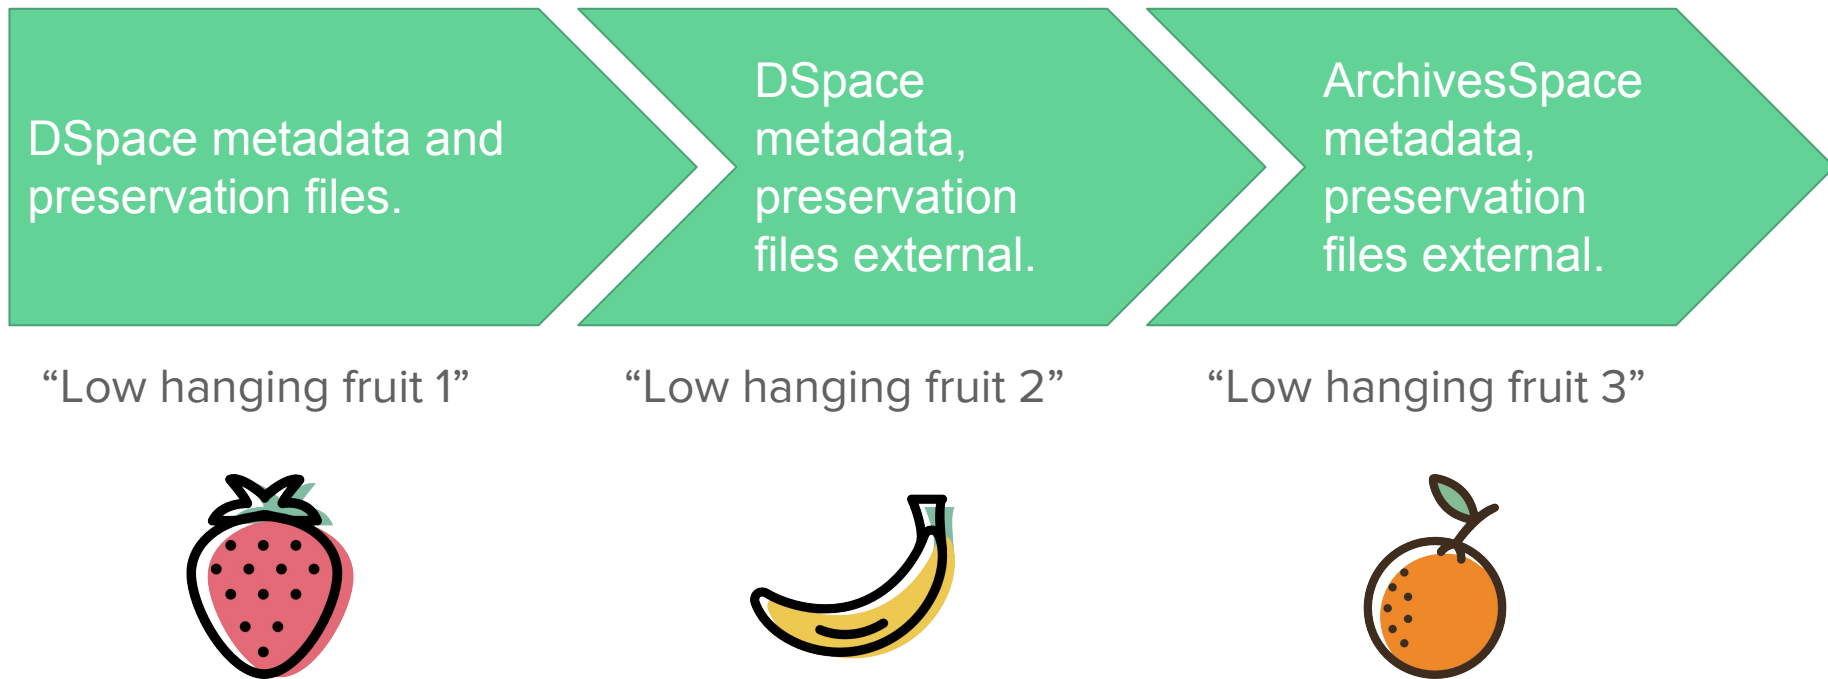 DSpace metadata and
preservation files.
DSpace
metadata,
preservation
files external.
ArchivesSpace
metadata,
preservation
files external.
“Low hanging fruit 1”
“Low hanging fruit 2”
“Low hanging fruit 3”